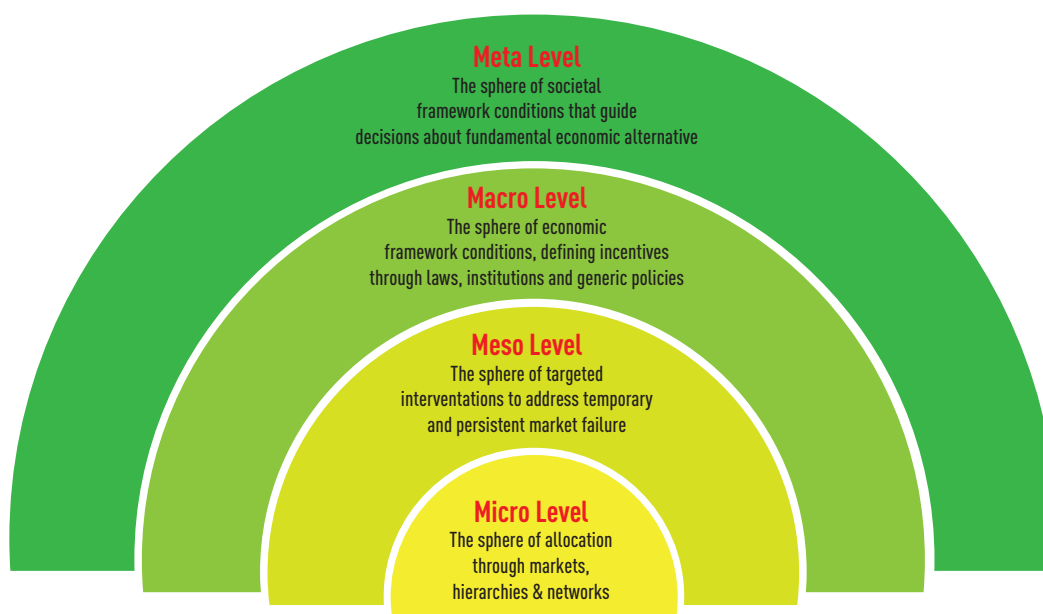 Meta Level
The sphere of societal
framework conditions that guide
decisions about fundamental economic alternative
Macro Level
The sphere of economic
framework conditions, defining incentives
through laws, institutions and generic policies
Meso Level
The sphere of targeted
interventations to address temporary
and persistent market failure
Micro Level
The sphere of allocation
through markets,
hierarchies & networks